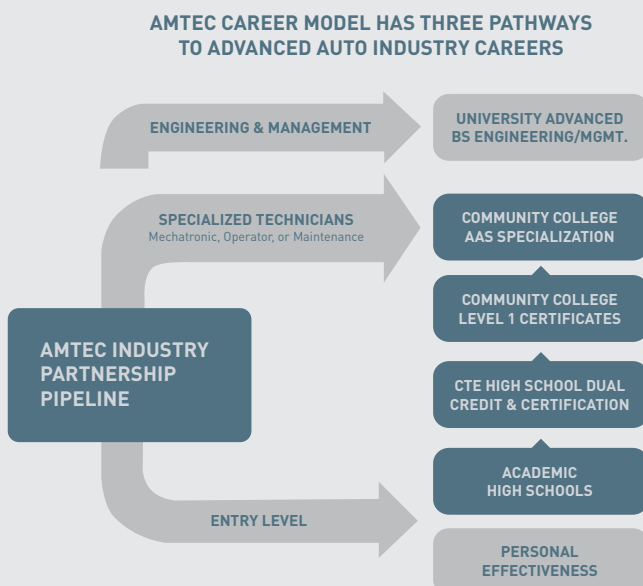 AMTEC CAREER MODEL HAS THREE PATHWAYS
TO ADVANCED AUTO INDUSTRY CAREERS
ENGINEERING & MANAGEMENT
UNIVERSITY ADVANCED
BS ENGINEERING/MGMT.
SPECIALIZED TECHNICIANS
Mechatronic, Operator, or Maintenance
COMMUNITY COLLEGE
AAS SPECIALIZATION
COMMUNITY COLLEGE
LEVEL 1 CERTIFICATES
AMTEC INDUSTRY
PARTNERSHIP
PIPELINE
CTE HIGH SCHOOL DUAL
CREDIT & CERTIFICATION
ACADEMIC
HIGH SCHOOLS
ENTRY LEVEL
PERSONAL
EFFECTIVENESS